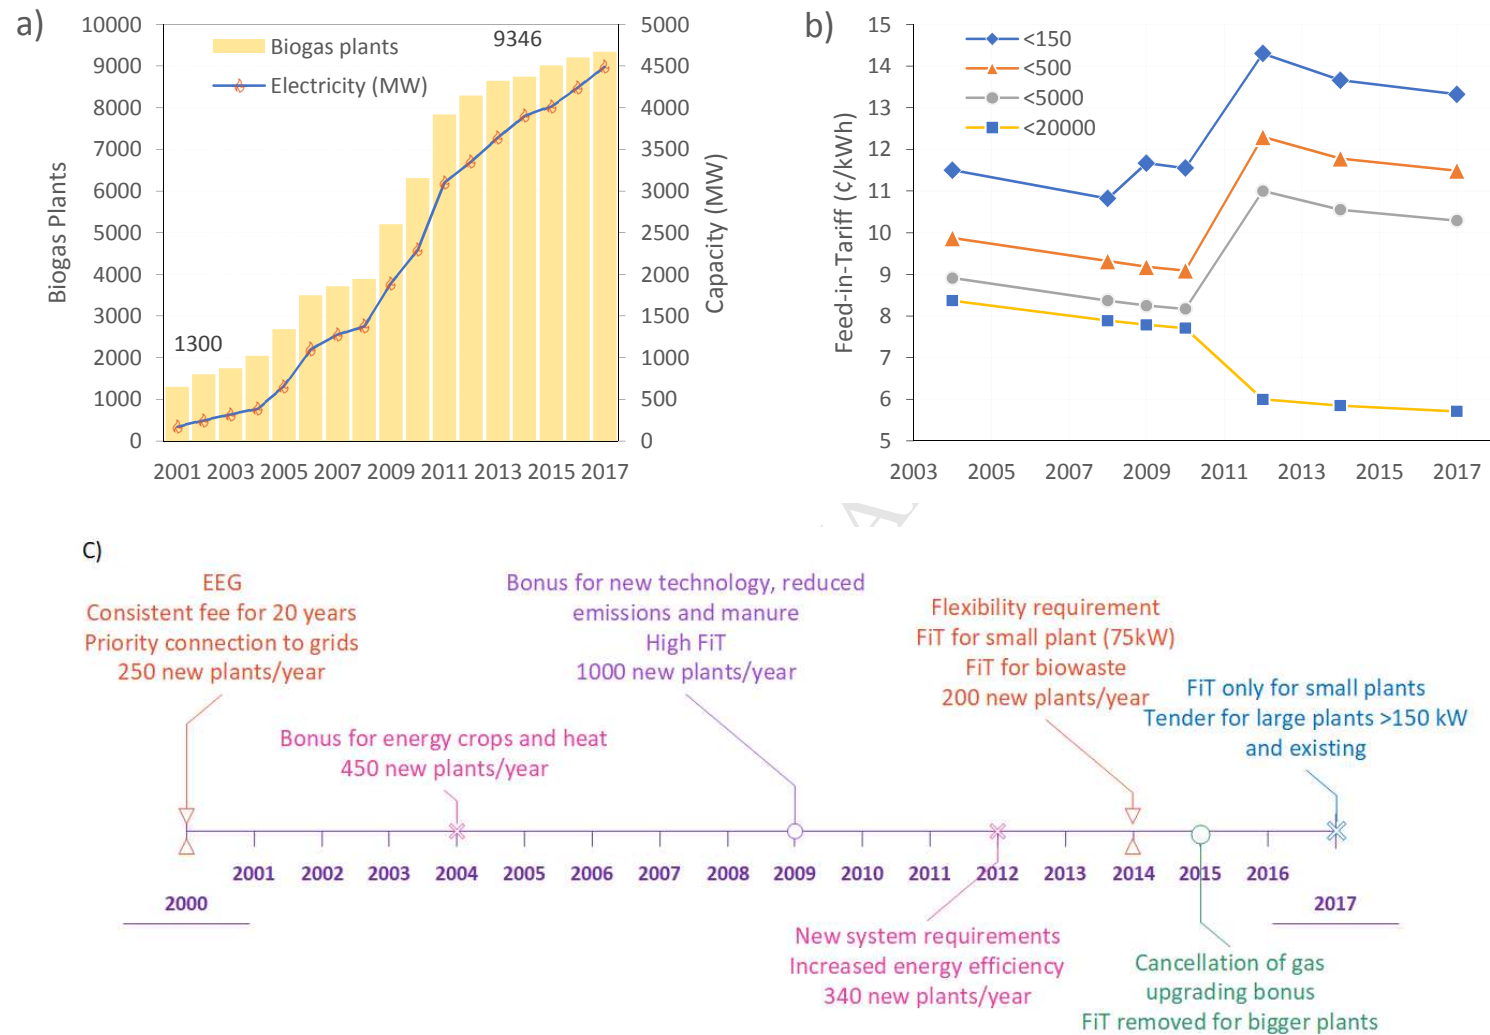 a)
10000
9000
8000
7000
6000
5000
4000
3000
2000
1000
0
Biogas Plants
Biogas plants
Electricity (MW)
1300
9346
5000
4500
4000
3500
3000
2500
2000
1500
1000
500
0
Capacity (MW)
2001 2003 2005 2007 2009 2011 2013 2015 2017
b)
15
14
13
12
11
10
9
8
7
6
5
Feed-in-Tariff (¢/kWh)
<150
<500
<5000
<20000
2003 2005 2007 2009 2011 2013 2015 2017
A
C)
EEG
Consistent fee for 20 years
Priority connection to grids
250 new plants/year
Bonus for energy crops and heat
450 new plants/year
Bonus for new technology, reduced
emissions and manure
High FiT
1000 new plants/year
Flexibility requirement
FiT for small plant (75kW)
FiT for biowaste
200 new plants/year
FiT only for small plants
Tender for large plants >150 kW
and existing
2000 2001 2002 2003 2004 2005 2006 2007 2008 2009 2010 2011 2012 2013 2014 2015 2016 2017
New system requirements
Increased energy efficiency
340 new plants/year
Cancellation of gas
upgrading bonus
FiT removed for bigger plants